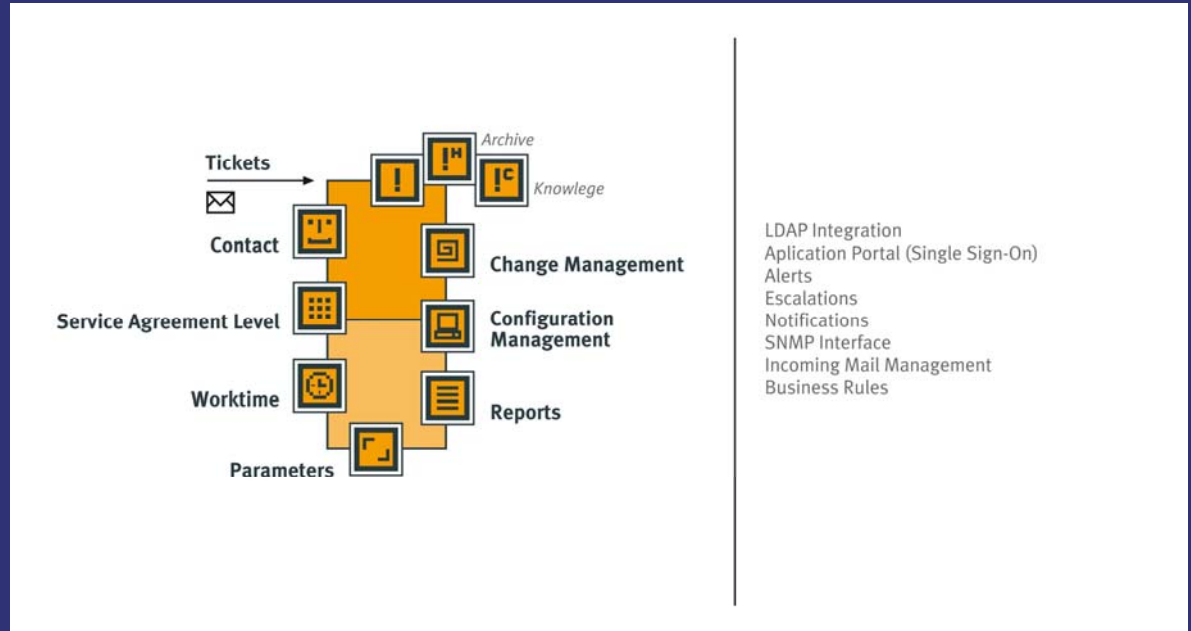 Tickets
Archive
Knowlege
Contact
Change Management
Service Agreement Level
Configuration
Management
Worktime
Reports
Parameters
!
!H
!C
LDAP Integration
Aplication Portal (Single Sign-On)
Alerts
Escalations
Notifications
SNMP Interface
Incoming Mail Management
Business Rules